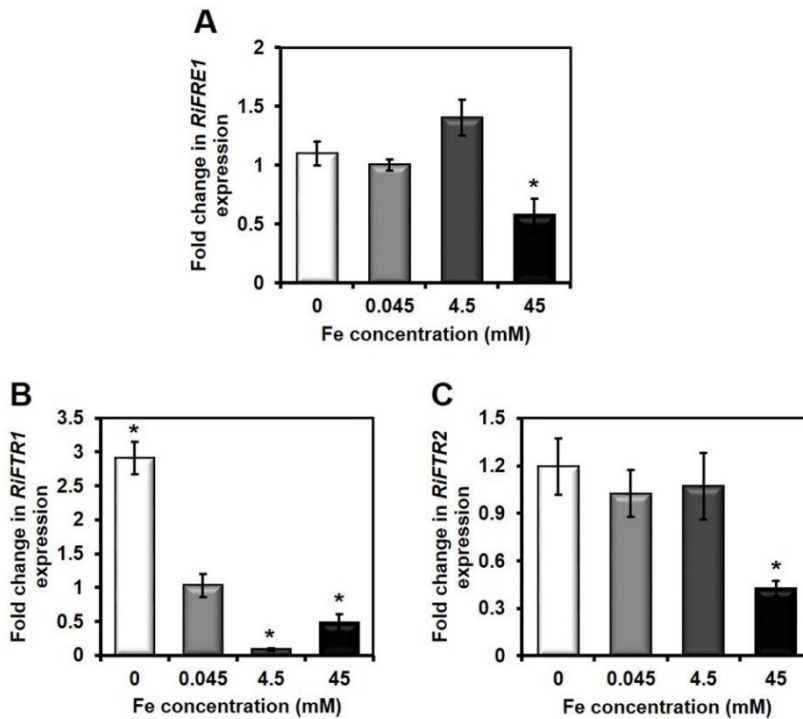 A
Fold change in RiFRE1
expression
2
1.5
1
0.5
0
*
0 0.045 4.5 45
Fe concentration (mM)
B
Fold change in RiFTR1
expression
3.5
3
2.5
2
1.5
1
0.5
0
*
*
*
0 0.045 4.5 45
Fe concentration (mM)
C
Fold change in RiFTR2
expression
1.5
1.2
0.9
0.6
0.3
0
*
0 0.045 4.5 45
Fe concentration (mM)